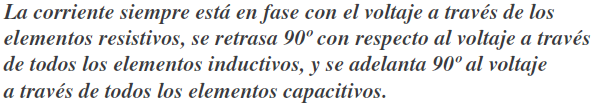 La corriente siempre está en fase con el voltaje a través de los
elementos resistivos, se retrasa 90º con respecto al voltaje a través
de todos los elementos inductivos, y se adelanta 90º al voltaje
a través de todos los elementos capacitivos.